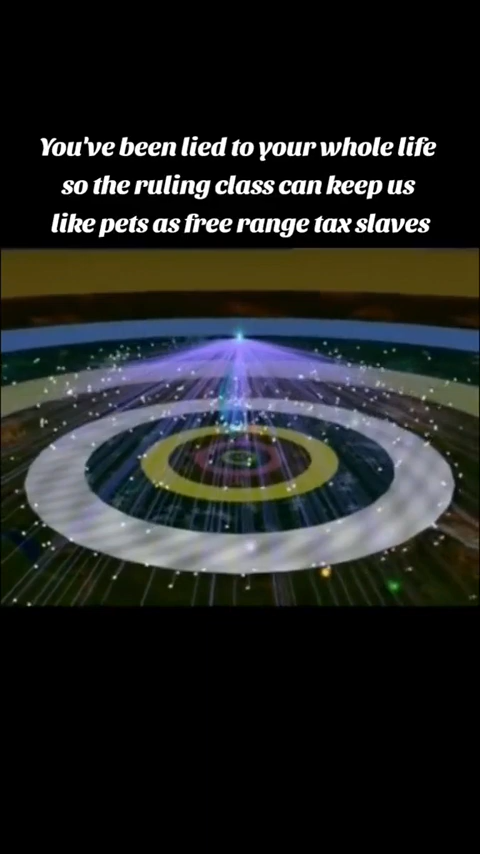 You've been lied to your whole life
so the ruling class can keep us
like pets as free range tax slaves